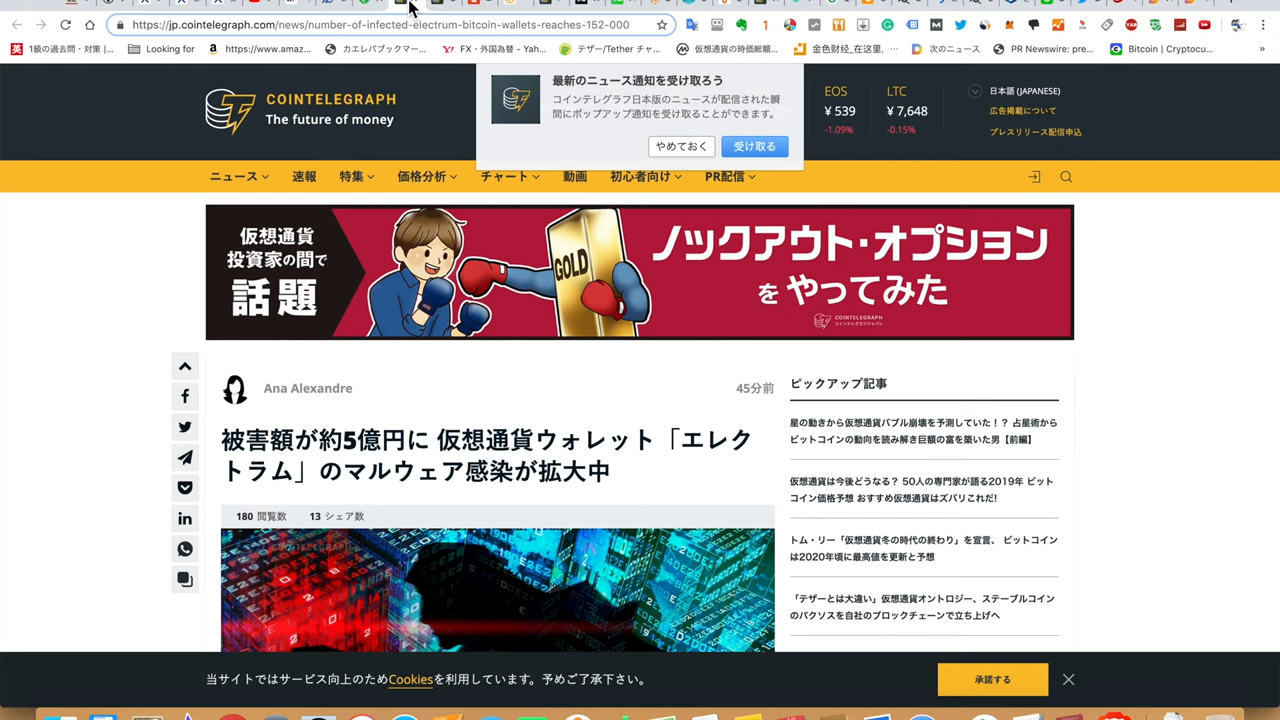 https://jp.cointelegraph.com/news/number-of-infected-electrum-bitcoin-wallets-reaches-152-000
1級の過去問・対策 |...
Looking for
https://www.amaz...
カエレバブックマー...
FX・外国為替 - Yah...
テザー/Tether チャ...
仮想通貨の時価総額...
金色财经_在这里, ...
次のニュース
PR Newswire: pre...
Bitcoin | Cryptocu...
COINTELEGRAPH
The future of money
最新のニュース通知を受け取ろう
コインテレグラフ日本版のニュースが配信された瞬
間にポップアップ通知を受け取ることができます。
やめておく
受け取る
EOS
¥ 539
-1.09%
LTC
¥ 7,648
-0.15%
日本語 (JAPANESE)
広告掲載について
プレスリリース配信申込
ニュース
速報
特集
価格分析
チャート
動画
初心者向け
PR配信
仮想通貨
投資家の間で
話題
GOLD
ノックアウト・オプション
をやってみた
COINTELEGRAPH
コインテレグラフジャパン
Ana Alexandre
45分前
被害額が約5億円に 仮想通貨ウォレット「エレク
トラム」のマルウェア感染が拡大中
180 閲覧数
13 シェア数
COINTELEGRAPH
ピックアップ記事
星の動きから仮想通貨バブル崩壊を予測していた！？ 占星術から
ビットコインの動向を読み解き巨額の富を築いた男【前編】
仮想通貨は今後どうなる？ 50人の専門家が語る2019年 ビット
コイン価格予想 おすすめ仮想通貨はズバリこれだ!
トム・リー「仮想通貨冬の時代の終わり」を宣言、 ビットコイン
は2020年頃に最高値を更新と予想
「テザーとは大違い」仮想通貨オントロジー、ステーブルコイン
のパクソスを自社のブロックチェーンで立ち上げへ
当サイトではサービス向上のためCookiesを利用しています。予めご了承下さい。
承諾する